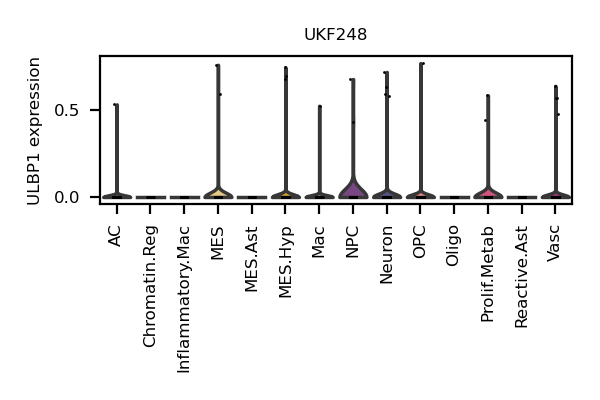 UKF248
ULBP1 expression
0.5
0.0
AC
Chromatin.Reg
Inflammatory.Mac
MES
MES.Ast
MES.Hyp
Mac
NPC
Neuron
OPC
Oligo
Prolif.Metab
Reactive.Ast
Vasc